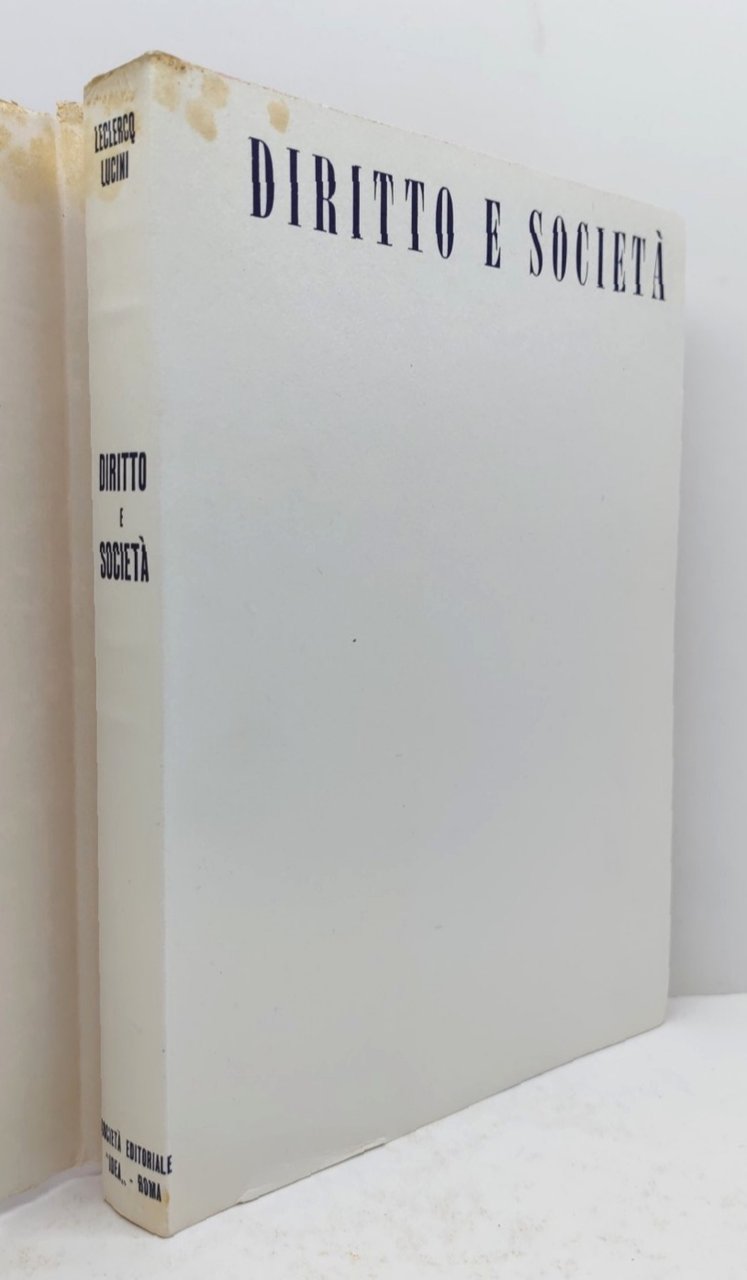 LECLERCQ
LUCINI
DIRITTO
E
SOCIETÀ
SOCIETÀ EDITORIALE
"IDEA„ - ROMA
DIRITTO E SOCIETÀ